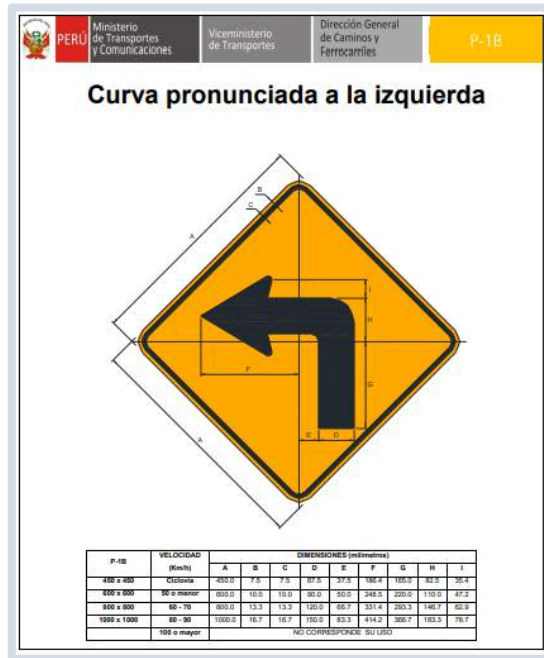 PERÚ
Ministerio
de Transportes
y Comunicaciones
Viceministerio
de Transportes
Dirección General
de Caminos y
Ferrocarriles
P-1B
Curva pronunciada a la izquierda
B
C
A
I
H
F
G
E D
A
P-1B VELOCIDAD (Km/h) DIMENSIONES (milímetros)
A B C D E F G H I
450 x 450 Ciclovia 450.0 7.5 7.5 67.5 37.5 186.4 165.0 82.5 35.4
600 x 600 50 o menor 600.0 10.0 10.0 90.0 50.0 248.5 220.0 110.0 47.2
800 x 800 60 - 70 800.0 13.3 13.3 120.0 66.7 331.4 293.3 146.7 62.9
1000 x 1000 80 - 90 1000.0 16.7 16.7 150.0 83.3 414.2 366.7 183.3 78.7
100 o mayor NO CORRESPONDE SU USO